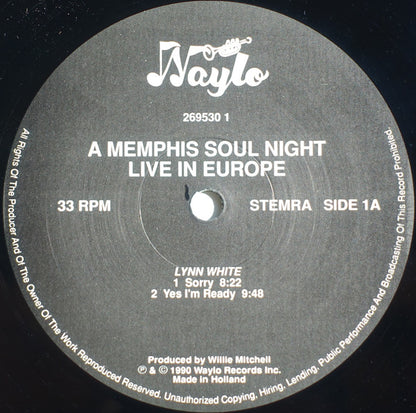 Waylo
269530 1
A MEMPHIS SOUL NIGHT
LIVE IN EUROPE
33 RPM
STEMRA SIDE 1A
LYNN WHITE
1 Sorry 8:22
2 Yes I'm Ready 9:48
Produced by Willie Mitchell
℗ & © 1990 Waylo Records Inc.
Made in Holland
All Rights Of The Producer And Of The Owner Of The Work Reproduced Reserved. Unauthorized Copying, Hiring, Lending, Public Performance And Broadcasting Of This Record Prohibited.